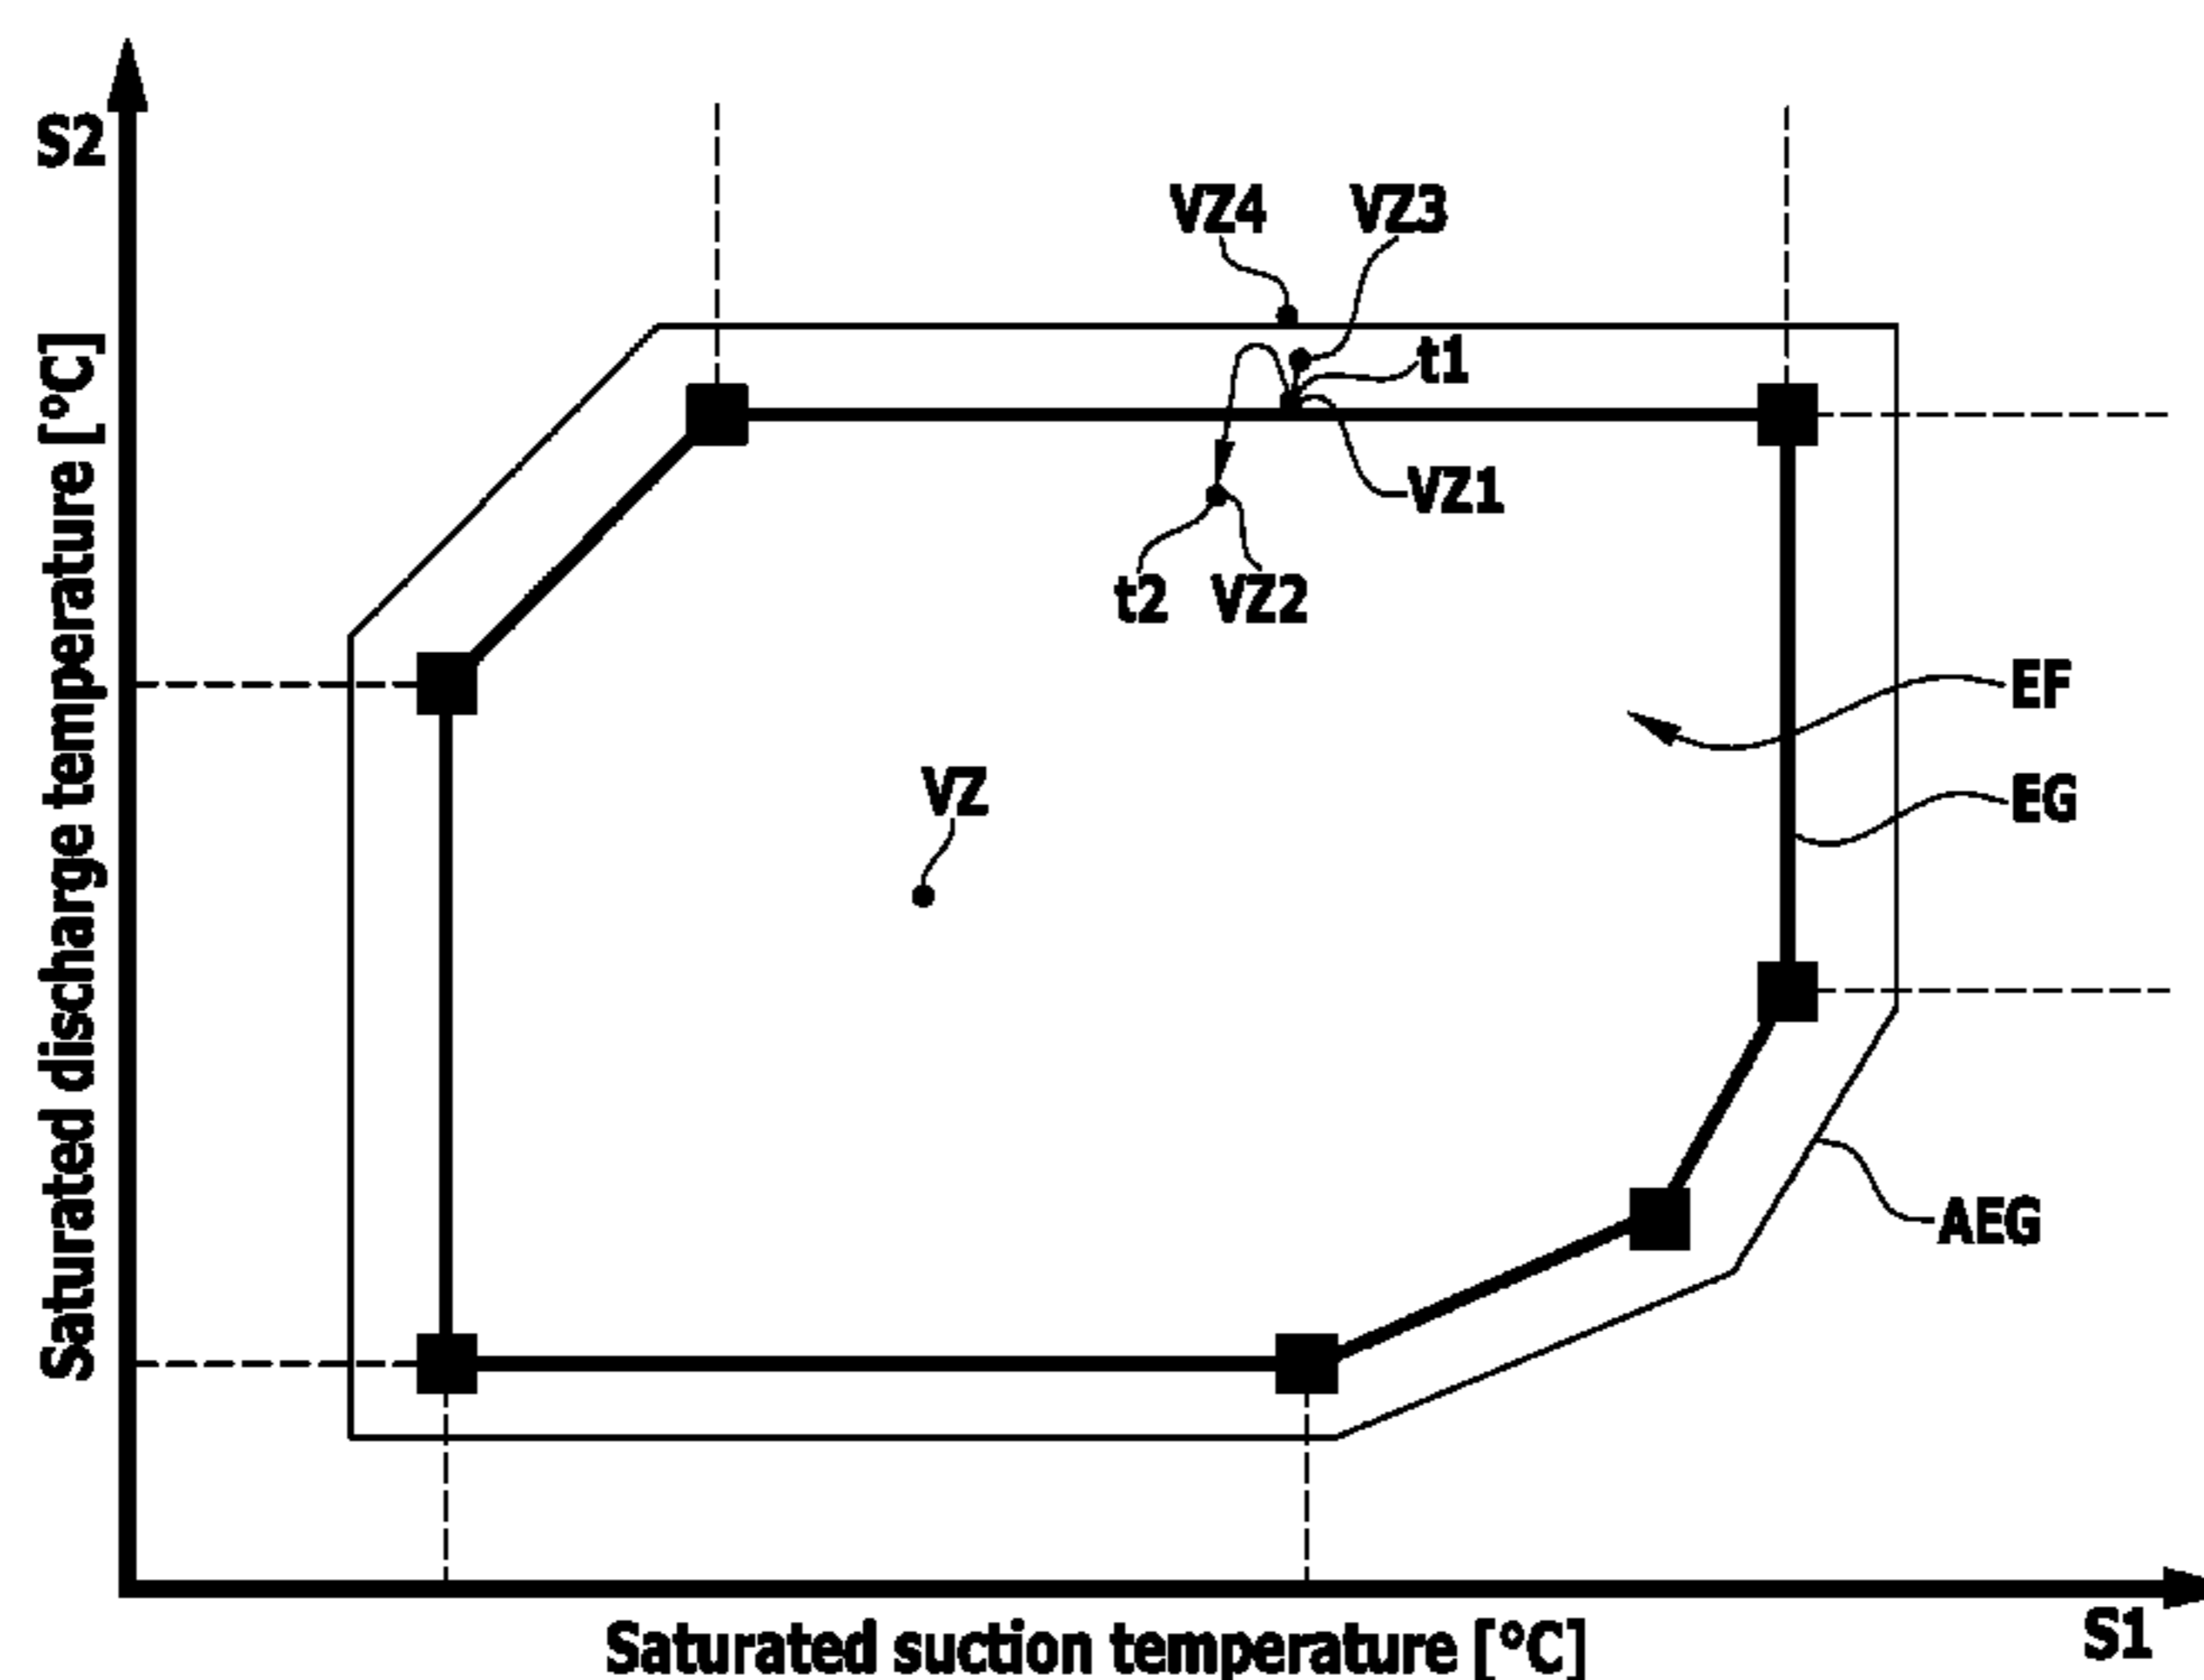 S2
VZ4
VZ3
t1
VZ1
t2
VZ2
EF
EG
VZ
AEG
Saturated discharge temperature [°C]
Saturated suction temperature [°C]
S1